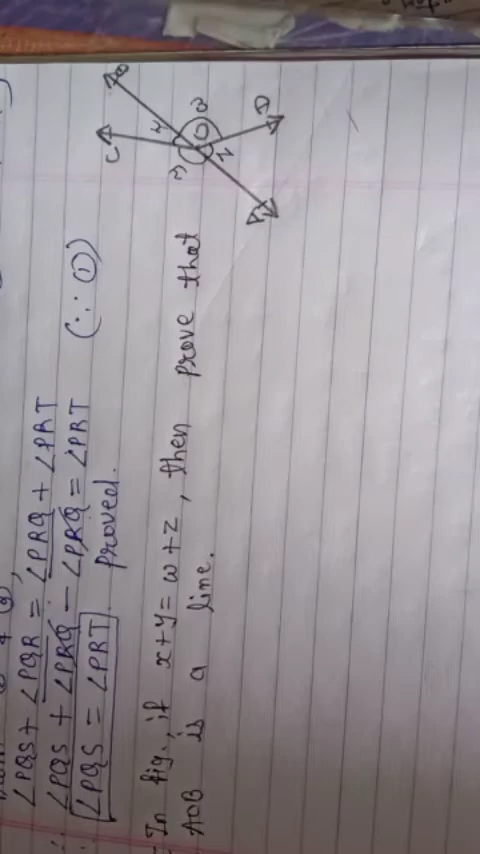 ∠PQS + ∠PQR = ∠PRQ + ∠PRT
∴ ∠PQS + ∠PRQ - ∠PRQ = ∠PRT (∵ ①)
∠PQS = ∠PRT. proved.
In fig., if x+y = w+z, then prove that
AOB is a line.
C
y
w
D
O
z